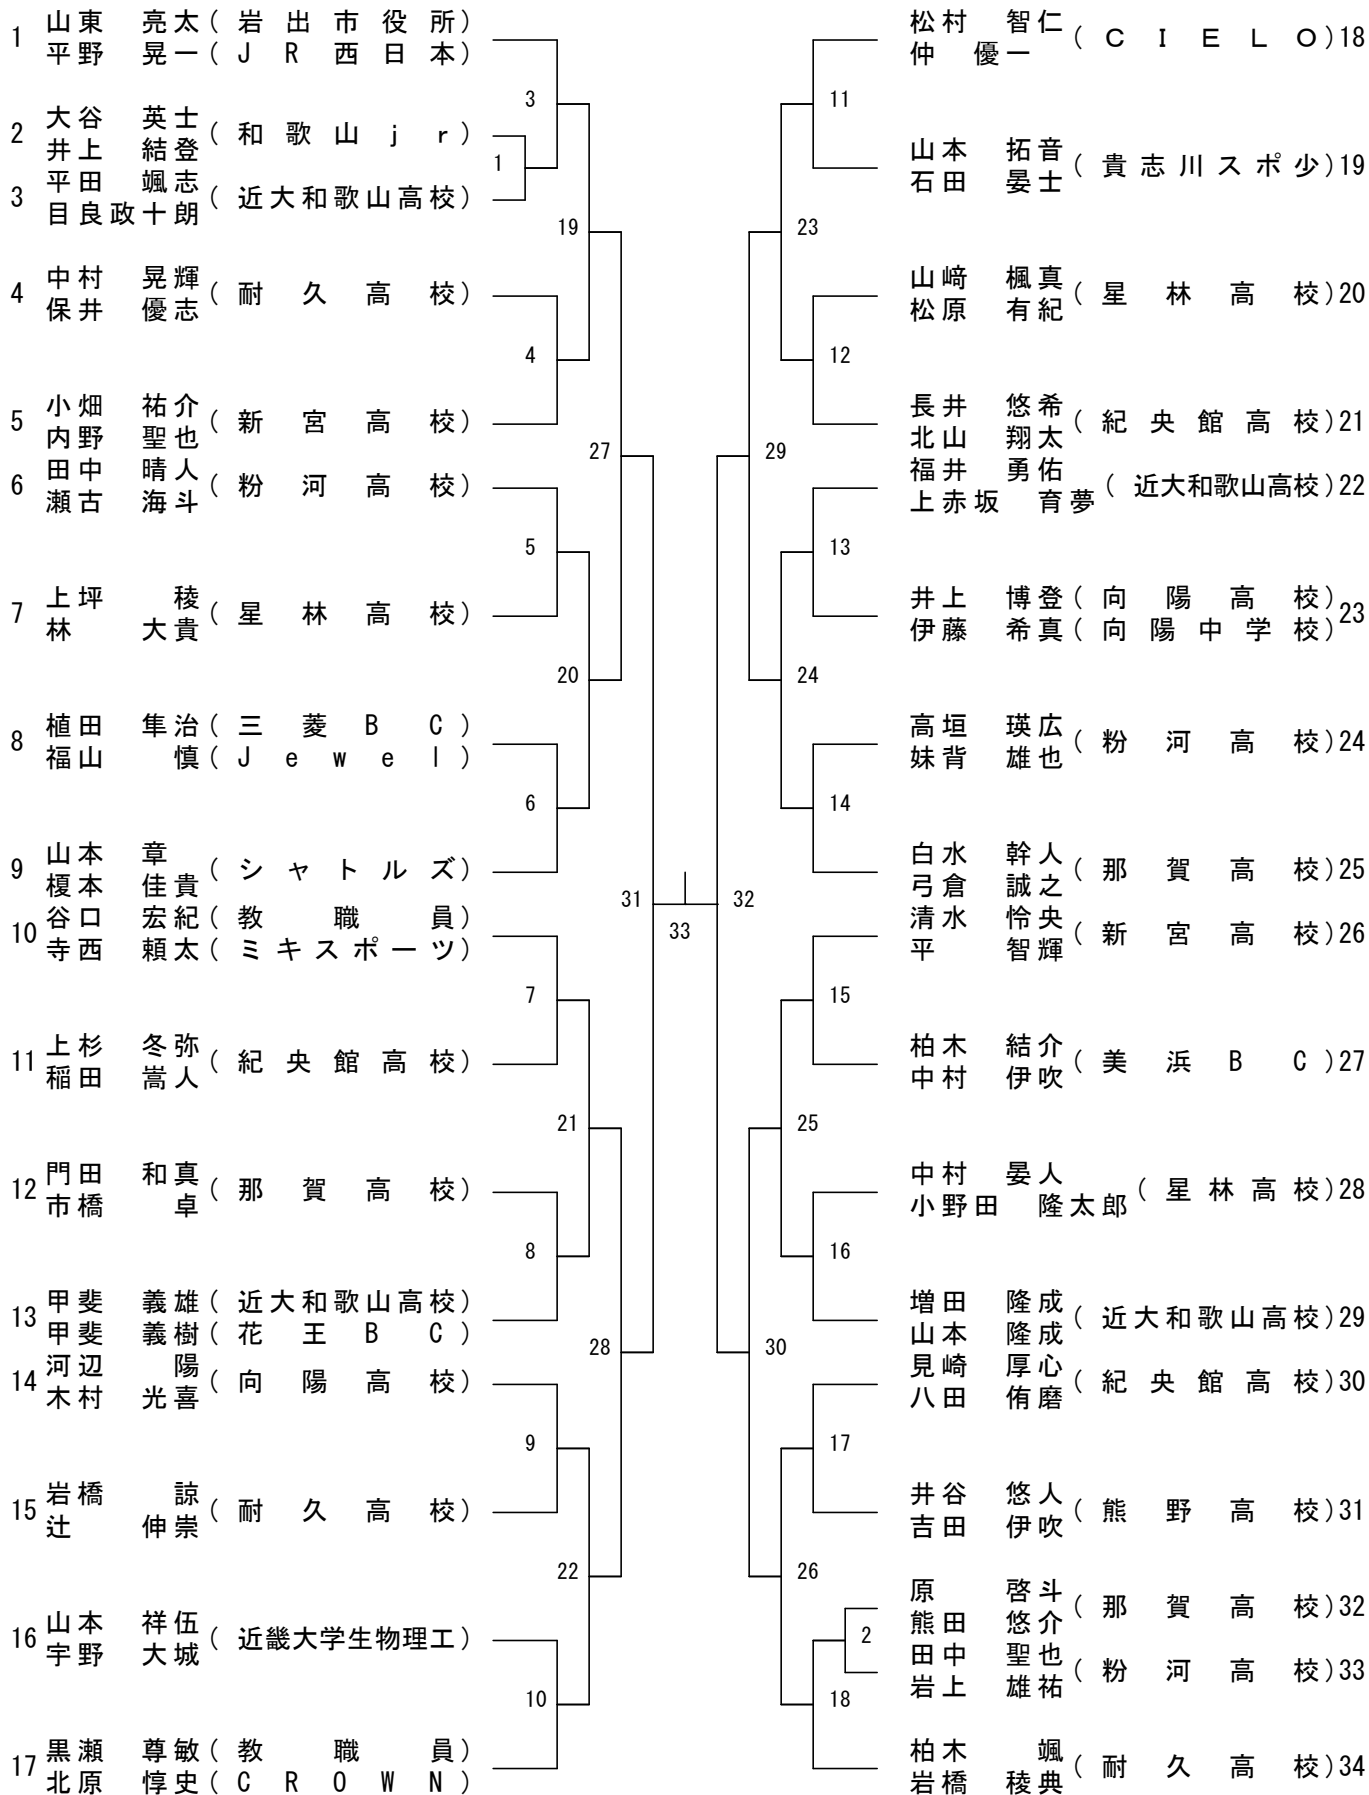 1 山東 亮太 ( 岩出市役所 )
平野 晃一 ( JR西日本 )
2 大谷 英士 ( 和歌山jr )
井上 結登
3 平田 颯志 ( 近大和歌山高校 )
目良政十朗
4 中村 晃輝 ( 耐久高校 )
保井 優志
5 小畑 祐介 ( 新宮高校 )
内野 聖也
6 田中 晴人 ( 粉河高校 )
瀬古 海斗
7 上坪 稜 ( 星林高校 )
林 大貴
8 植田 隼治 ( 三菱BC )
福山 慎 ( Jewel )
9 山本 章 ( シャトルズ )
榎本 佳貴
10 谷口 宏紀 ( 教職員 )
寺西 頼太 ( ミキスポーツ )
11 上杉 冬弥 ( 紀央館高校 )
稲田 嵩人
12 門田 和真 ( 那賀高校 )
市橋 卓
13 甲斐 義雄 ( 近大和歌山高校 )
甲斐 義樹 ( 花王BC )
14 河辺 陽 ( 向陽高校 )
木村 光喜
15 岩橋 諒 ( 耐久高校 )
辻 伸崇
16 山本 祥伍 ( 近畿大学生物理工 )
宇野 大城
17 黒瀬 尊敏 ( 教職員 )
北原 惇史 ( CROWN )
3
1
19
4
27
5
20
6
31
33
7
21
8
28
9
22
10
11
23
12
29
13
24
14
32
15
25
16
30
17
26
2
18
松村 智仁 ( CIELO ) 18
仲 優一
山本 拓音 ( 貴志川スポ少 ) 19
石田 晏士
山﨑 楓真 ( 星林高校 ) 20
松原 有紀
長井 悠希 ( 紀央館高校 ) 21
北山 翔太
福井 勇佑 ( 近大和歌山高校 ) 22
上赤坂 育夢
井上 博登 ( 向陽高校 ) 23
伊藤 希真 ( 向陽中学校 )
高垣 瑛広 ( 粉河高校 ) 24
妹背 雄也
白水 幹人 ( 那賀高校 ) 25
弓倉 誠之
清水 怜央 ( 新宮高校 ) 26
平 智輝
柏木 結介 ( 美浜BC ) 27
中村 伊吹
中村 晏人 ( 星林高校 ) 28
小野田 隆太郎
増田 隆成 ( 近大和歌山高校 ) 29
山本 隆成
見崎 厚心 ( 紀央館高校 ) 30
八田 侑磨
井谷 悠人 ( 熊野高校 ) 31
吉田 伊吹
原 啓斗 ( 那賀高校 ) 32
熊田 悠介
田中 聖也 ( 粉河高校 ) 33
岩上 雄祐
柏木 颯 ( 耐久高校 ) 34
岩橋 稜典